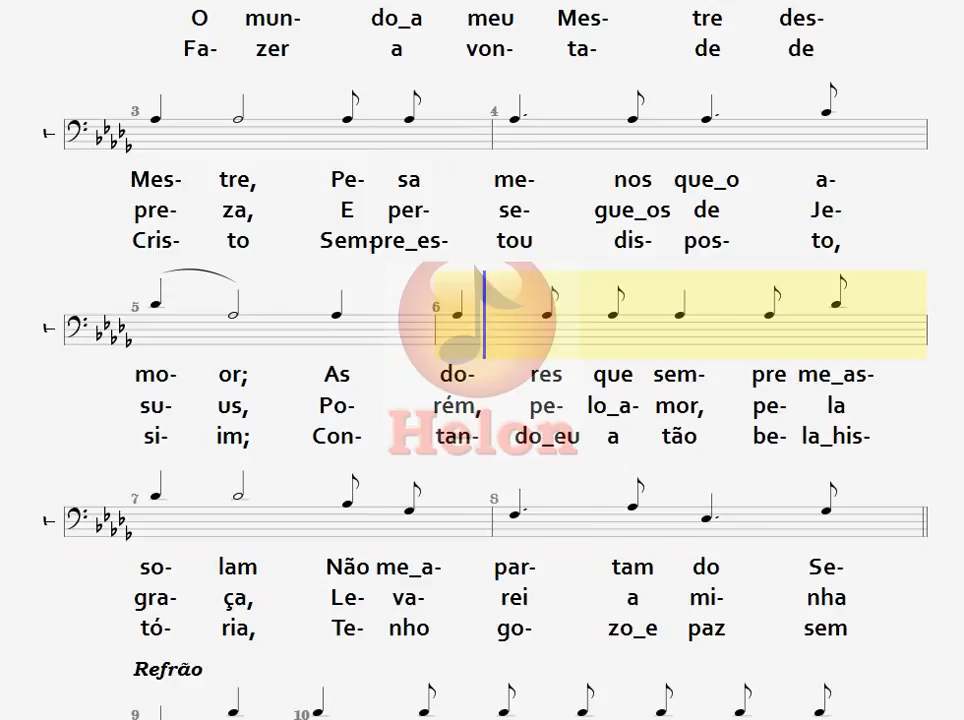 O mun- do_a meu Mes- tre des-
Fa- zer a von- ta- de de
3 4
T
Mes- tre, Pe- sa me- nos que_o a-
pre- za, E per- se- gue_os de Je-
Cris- to Sem-pre_es- tou dis- pos- to,
5 6
T
mo- or; As do- res que sem- pre me_as-
su- us, Po- rém, pe- lo_a- mor, pe- la
si- im; Con- tan- do_eu a tão be- la_his-
Helon
7 8
T
so- lam Não me_a- par- tam do Se-
gra- ça, Le- va- rei a mi- nha
tó- ria, Te- nho go- zo_e paz sem
Refrão
9 10